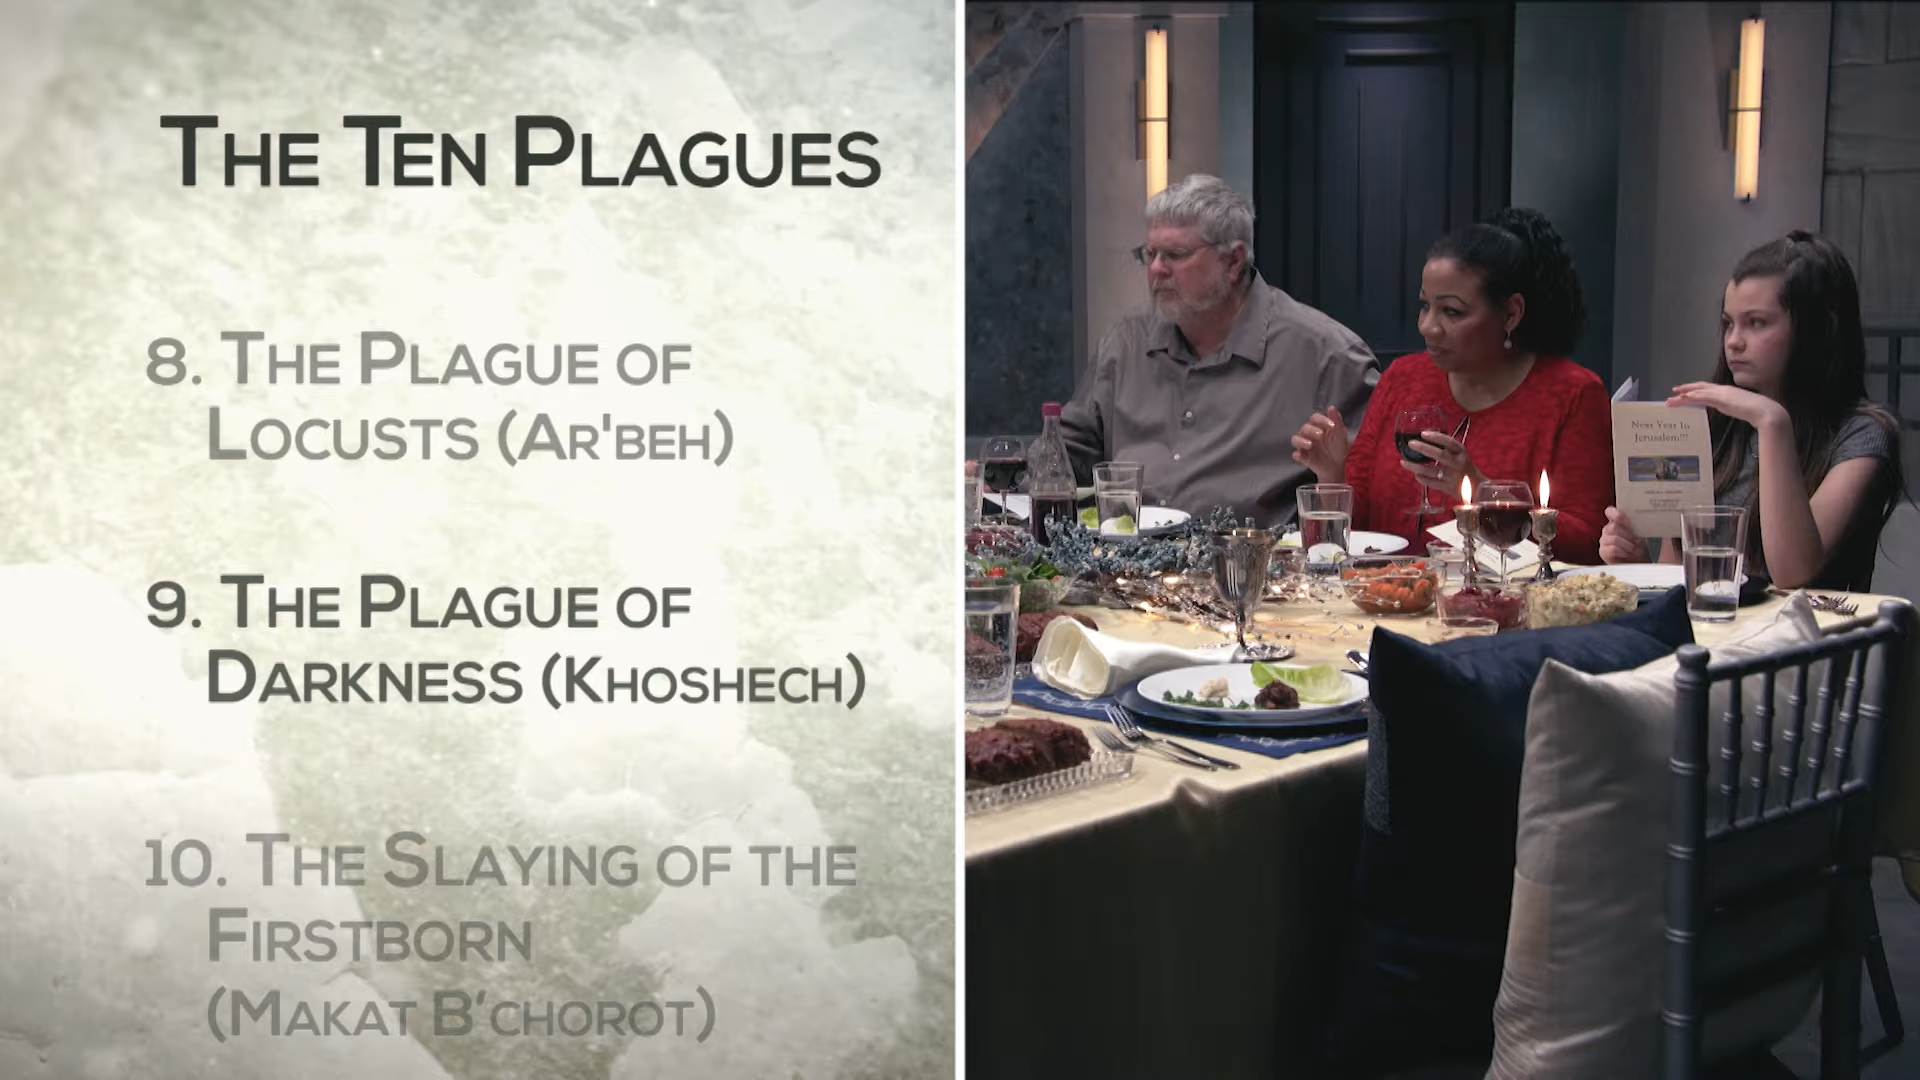 THE TEN PLAGUES
8. THE PLAGUE OF
LOCUSTS (AR'BEH)
9. THE PLAGUE OF
DARKNESS (KHOSHECH)
10. THE SLAYING OF THE
FIRSTBORN
(MAKAT B'CHOROT)
Next Year In
Jerusalem!!!